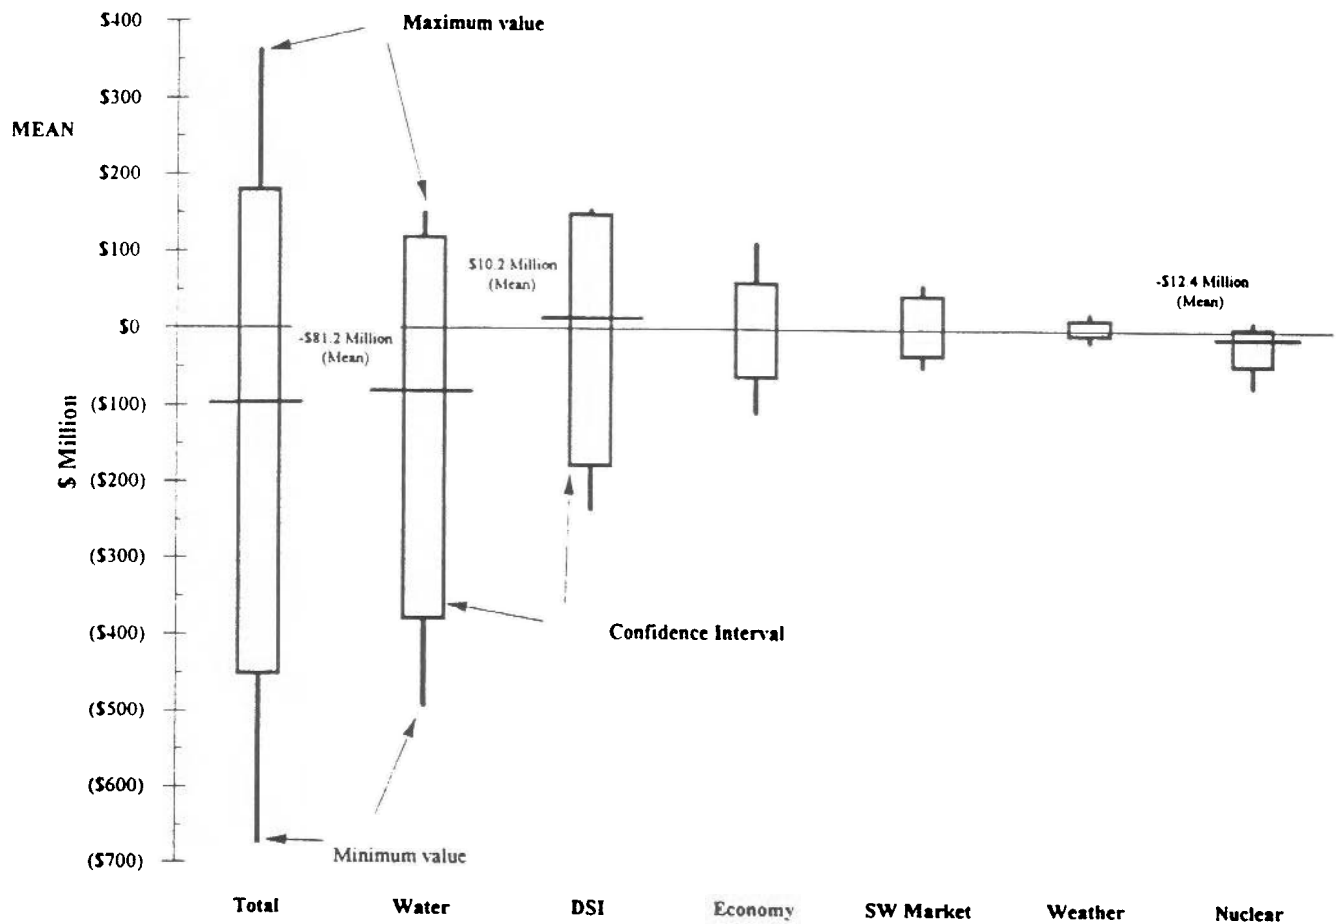 $400
Maximum value
$300
MEAN
$200
$100
$10.2 Million
(Mean)
-$12.4 Million
(Mean)
$0
-$81.2 Million
(Mean)
($100)
$ Million
($200)
($300)
($400)
Confidence Interval
($500)
($600)
Minimum value
($700)
Total
Water
DSI
Economy
SW Market
Weather
Nuclear